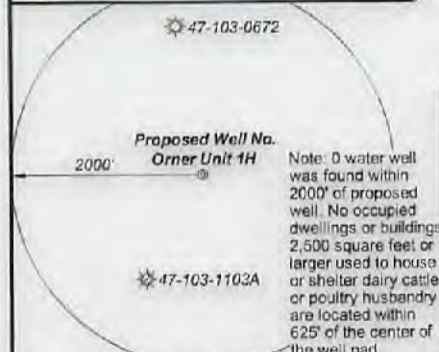 47-103-0672
Proposed Well No.
Orner Unit 1H
2000'
Note: 0 water well
was found within
2000' of proposed
well. No occupied
dwellings or buildings
2,500 square feet or
larger used to house
or shelter dairy cattle
or poultry husbandry
are located within
625' of the center of
the well pad
47-103-1103A